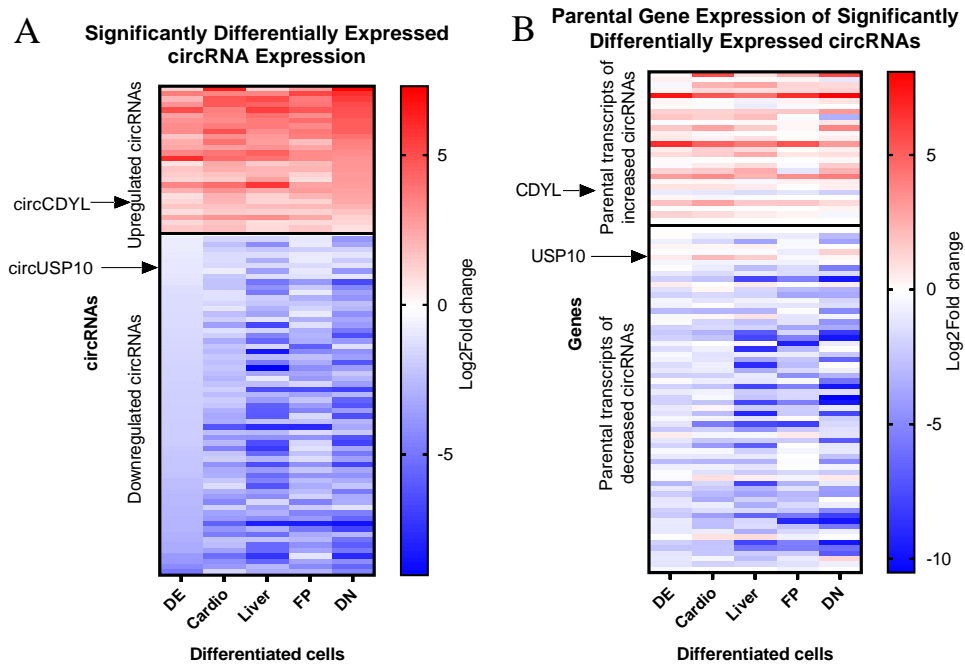 A
Significantly Differentially Expressed
circRNA Expression
Upregulated circRNAs
circCDYL
circUSP10
circRNAs
Downregulated circRNAs
5
0
-5
Log2Fold change
DE
Cardio
Liver
FP
DN
Differentiated cells
B
Parental Gene Expression of Significantly
Differentially Expressed circRNAs
Parental transcripts of
increased circRNAs
CDYL
USP10
Genes
Parental transcripts of
decreased circRNAs
5
0
-5
-10
Log2Fold change
DE
Cardio
Liver
FP
DN
Differentiated cells